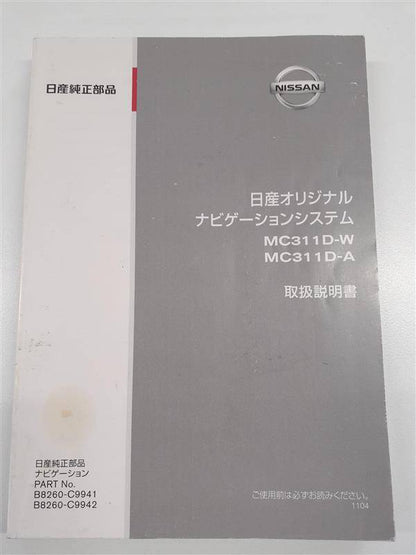 日産純正部品
NISSAN
日産オリジナル
ナビゲーションシステム
MC311D-W
MC311D-A
取扱説明書
日産純正部品
ナビゲーション
PART No.
B8260-C9941
B8260-C9942
ご使用前は必ずお読みください。
1104